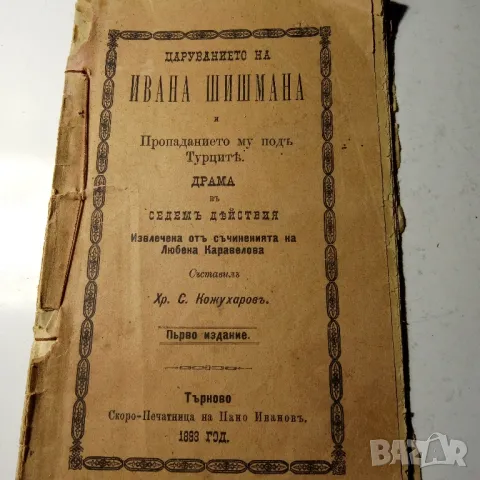 ЦАРУВАНИЕТО НА
ИВАНА ШИШМАНА
и
Пропаданието му подъ
Турцитѣ.
ДРАМА
въ
СЕДЕМЪ ДѢЙСТВИЯ
Извлечена отъ съчиненията на
Любена Каравелова
Съставилъ
Хр. С. Кожухаровъ.
Първо издание.
Търново
Скоро-Печатница на Пано Ивановъ.
1883 ГОД.
BAZAR